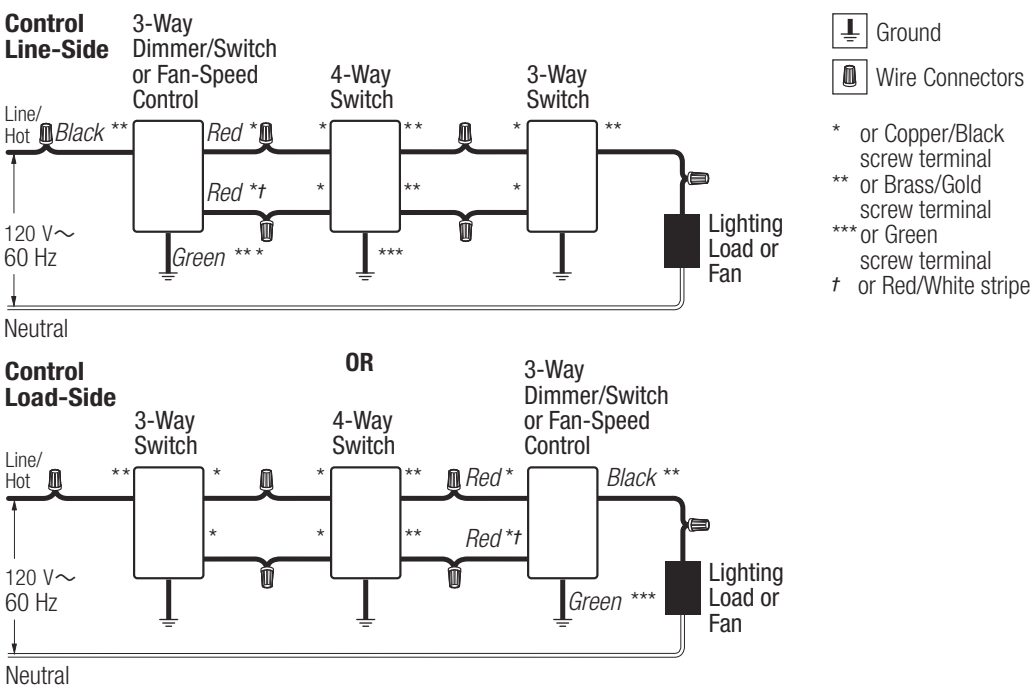 Control
Line-Side
3-Way
Dimmer/Switch
or Fan-Speed
Control
4-Way
Switch
3-Way
Switch
Line/
Hot
Black **
Red *
*
**
*
**
Red *†
*
**
*
120 V~
60 Hz
Green ** *
***
Lighting
Load or
Fan
Neutral
Ground
Wire Connectors
* or Copper/Black
screw terminal
** or Brass/Gold
screw terminal
*** or Green
screw terminal
† or Red/White stripe
OR
Control
Load-Side
3-Way
Switch
4-Way
Switch
3-Way
Dimmer/Switch
or Fan-Speed
Control
Line/
Hot
**
*
*
**
Red *
Black **
*
*
**
Red *†
120 V~
60 Hz
Green ***
Lighting
Load or
Fan
Neutral